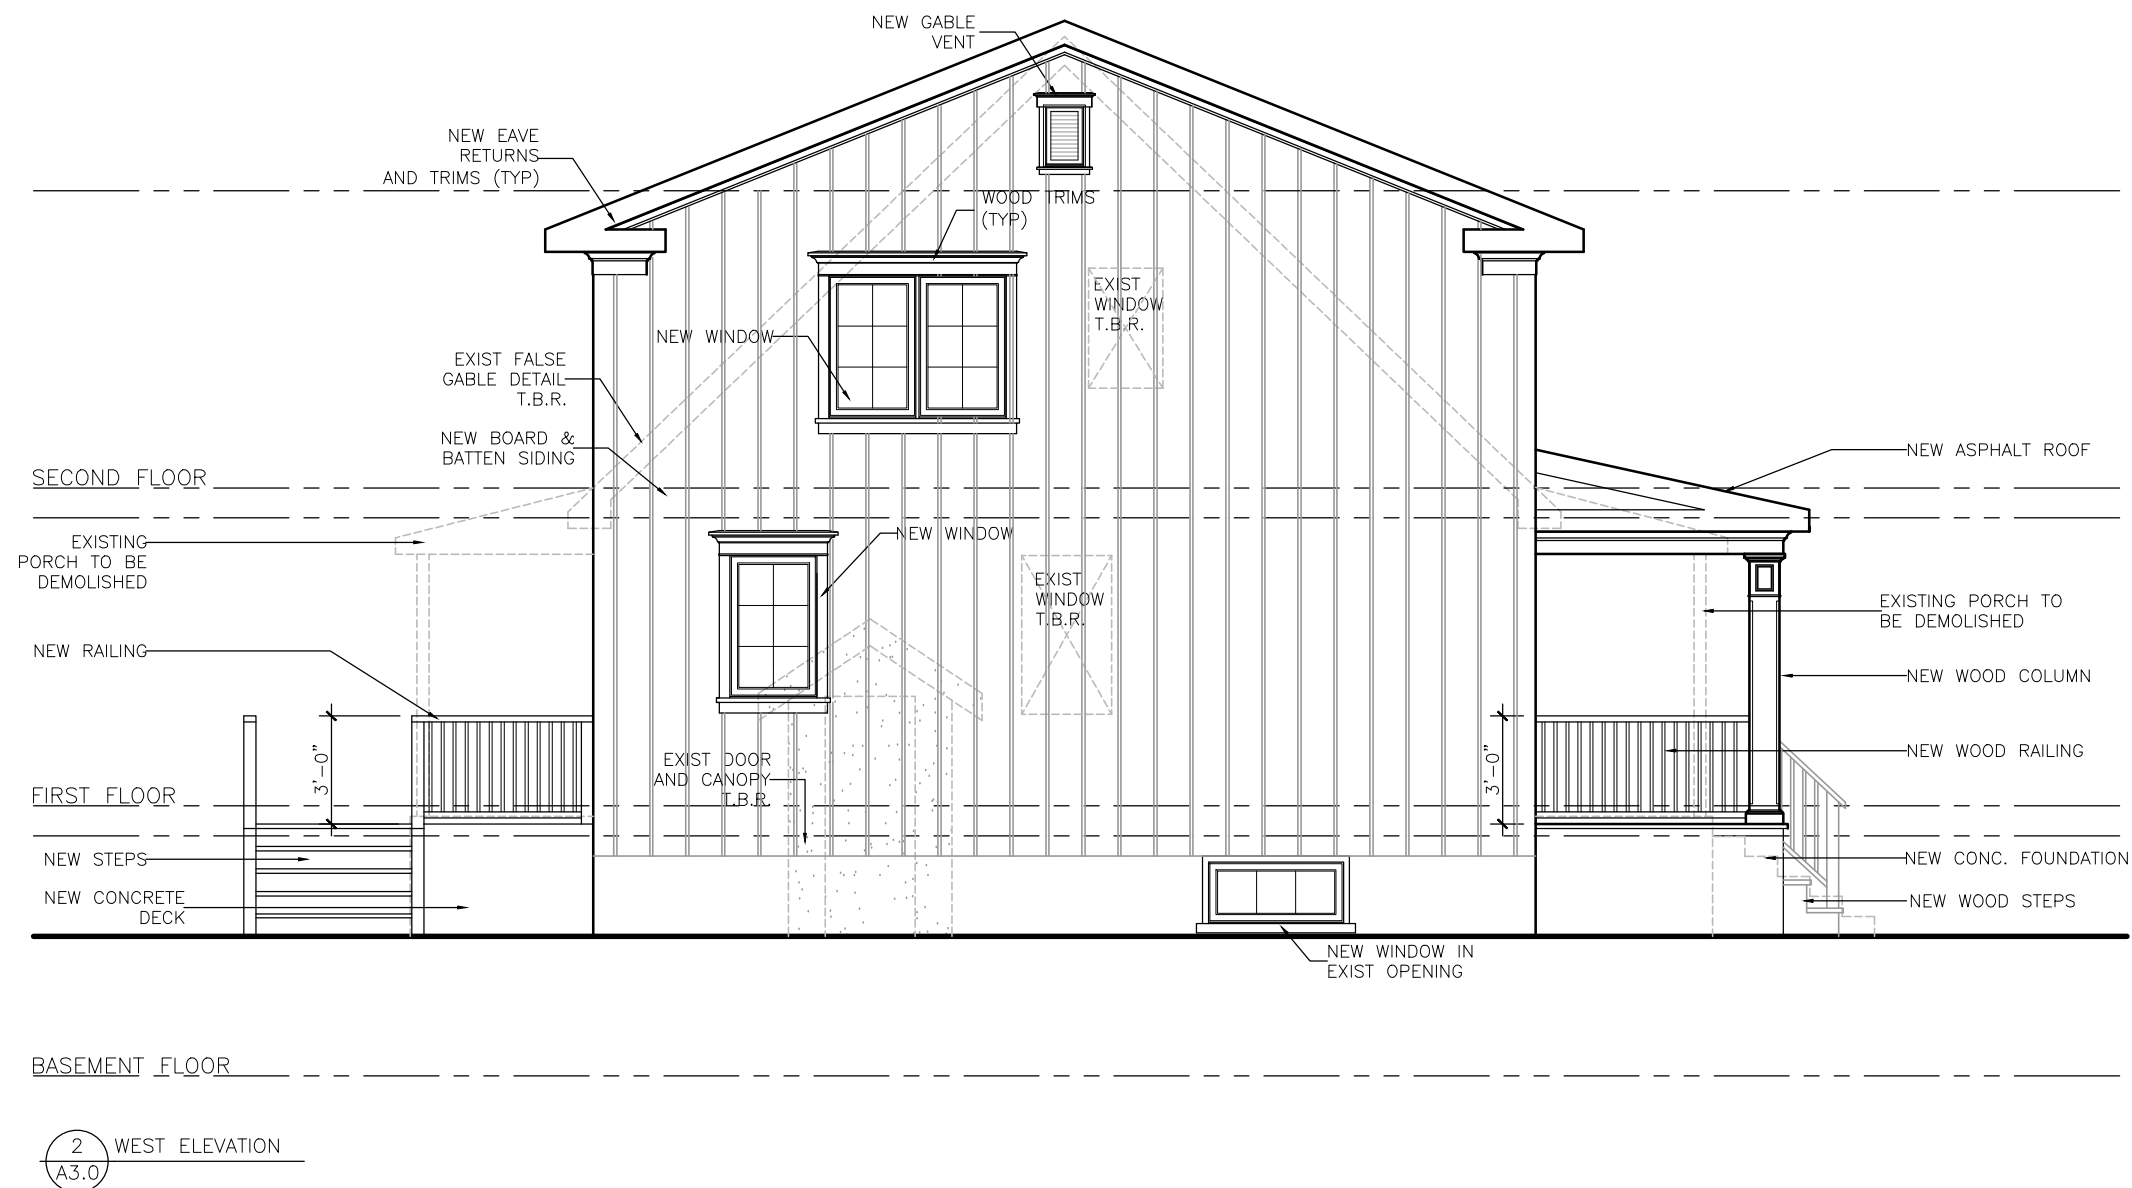 NEW GABLE
VENT
NEW EAVE
RETURNS
AND TRIMS (TYP)
WOOD TRIMS
(TYP)
EXIST
WINDOW
T.B.R.
NEW WINDOW
EXIST FALSE
GABLE DETAIL
T.B.R.
NEW BOARD &
BATTEN SIDING
NEW ASPHALT ROOF
SECOND FLOOR
NEW WINDOW
EXISTING
PORCH TO BE
DEMOLISHED
EXIST
WINDOW
T.B.R.
EXISTING PORCH TO
BE DEMOLISHED
NEW RAILING
NEW WOOD COLUMN
3'-0"
EXIST DOOR
AND CANOPY
T.B.R.
3'-0"
NEW WOOD RAILING
FIRST FLOOR
NEW STEPS
NEW CONC. FOUNDATION
NEW CONCRETE
DECK
NEW WOOD STEPS
NEW WINDOW IN
EXIST OPENING
BASEMENT FLOOR
2
WEST ELEVATION
A3.0